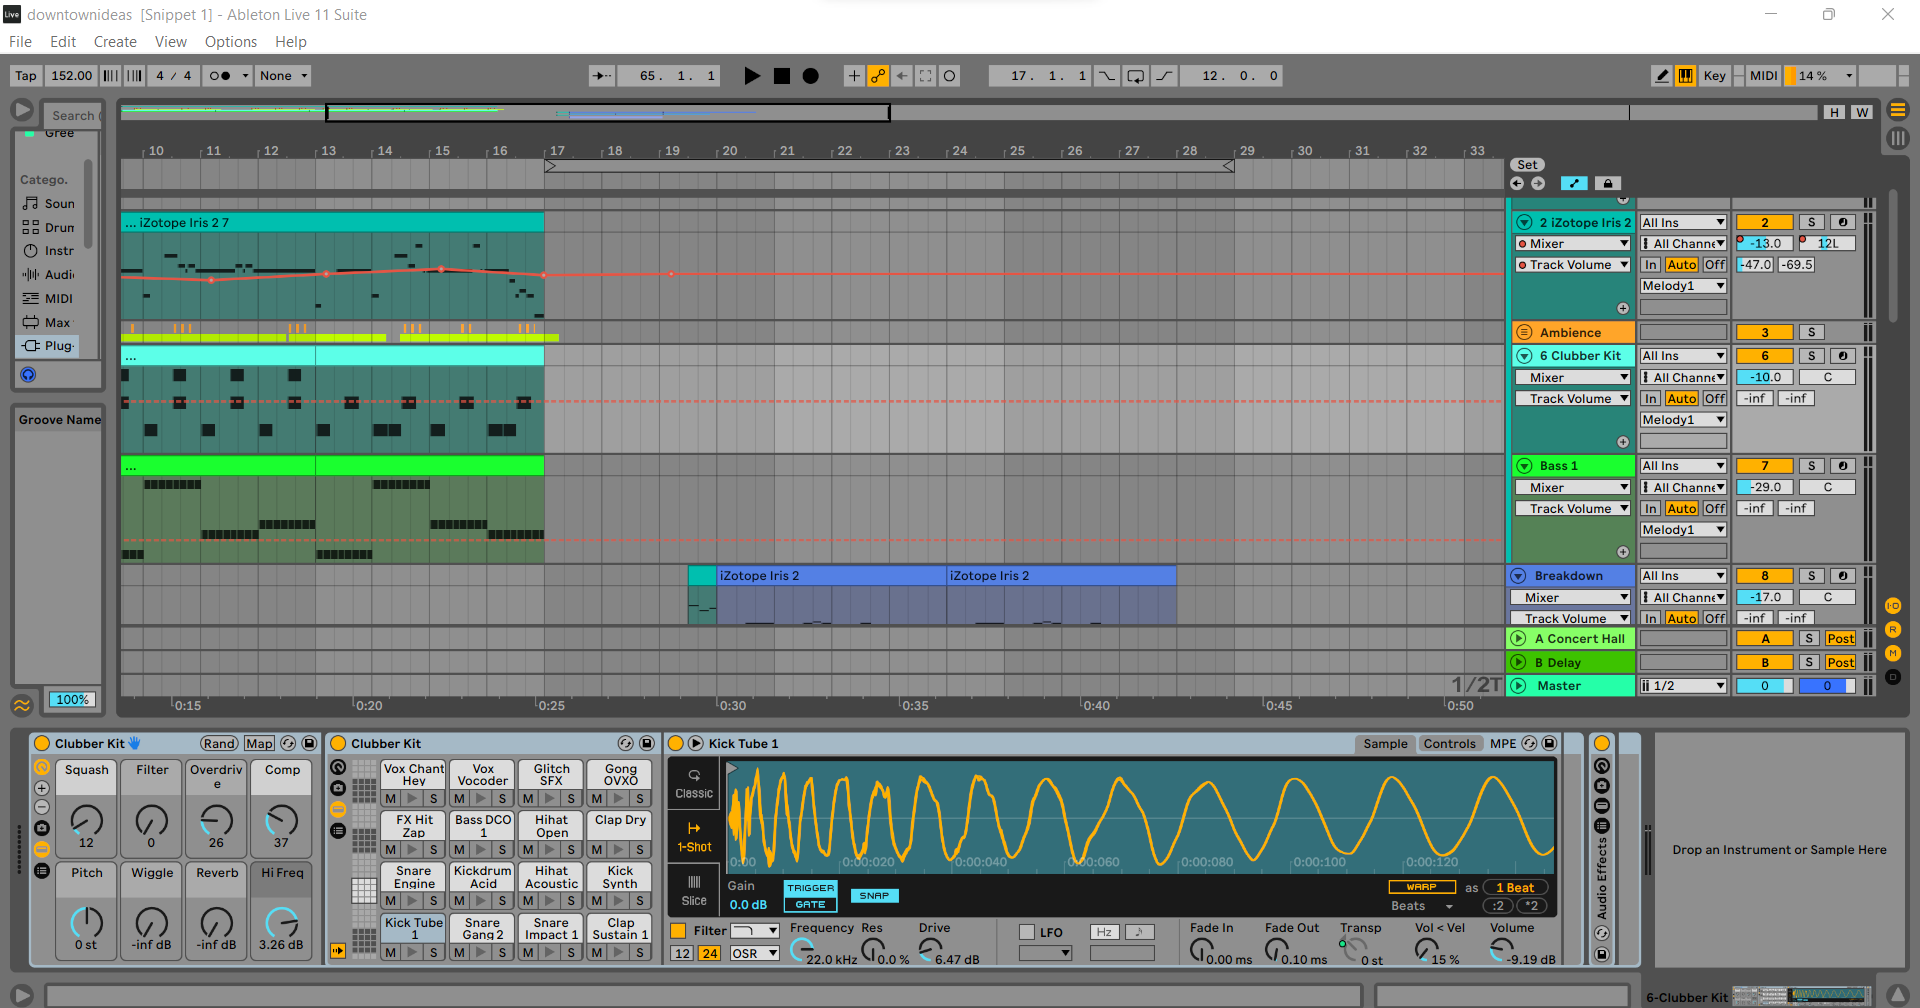 downtownideas [Snippet 1] - Ableton Live 11 Suite
File Edit Create View Options Help
Tap 152.00 4 / 4 None 65. 1. 1 17. 1. 1 12. 0. 0 Key MIDI 14 %
Search
H W
10 11 12 13 14 15 16 17 18 19 20 21 22 23 24 25 26 27 28 29 30 31 32 33
Set
Gree
Catego.
Soun
Drum
Instr
Audi
MIDI
Max
Plug-
Groove Name
100%
... iZotope Iris 2 7
...
...
iZotope Iris 2 iZotope Iris 2
1/2T
0:15 0:20 0:25 0:30 0:35 0:40 0:45 0:50
2 iZotope Iris 2 All Ins 2 S
Mixer All Channe -13.0 12L
Track Volume In Auto Off -47.0 -69.5
Melody1
Ambience 3 S
6 Clubber Kit All Ins 6 S
Mixer All Channe -10.0 C
Track Volume In Auto Off -inf -inf
Melody1
Bass 1 All Ins 7 S
Mixer All Channe -29.0 C
Track Volume In Auto Off -inf -inf
Melody1
Breakdown All Ins 8 S
Mixer All Channe -17.0 C
Track Volume In Auto Off -inf -inf
A Concert Hall A S Post
B Delay B S Post
Master 1/2 0 0
I·O
R
M
D
Clubber Kit Rand Map
Squash Filter Overdriv e Comp
12 0 26 37
Pitch Wiggle Reverb Hi Freq
0 st -inf dB -inf dB 3.26 dB
Clubber Kit
Vox Chant Hey Vox Vocoder Glitch SFX Gong OVXO
M S M S M S M S
FX Hit Zap Bass DCO 1 Hihat Open Clap Dry
M S M S M S M S
Snare Engine Kickdrum Acid Hihat Acoustic Kick Synth
M S M S M S M S
Kick Tube 1 Snare Gang 2 Snare Impact 1 Clap Sustain 1
M S M S M S M S
Kick Tube 1 Sample Controls MPE
Classic
1-Shot
Slice
0:00 0:00:020 0:00:040 0:00:060 0:00:080 0:00:100 0:00:120
Gain TRIGGER SNAP WARP as 1 Beat
0.0 dB GATE Beats :2 *2
Filter Frequency Res Drive LFO Hz Fade In Fade Out Transp Vol < Vel Volume
12 24 OSR 22.0 kHz 0.0 % 6.47 dB 0.00 ms 0.10 ms 0 st 15 % -9.19 dB
Audio Effects
Drop an Instrument or Sample Here
6-Clubber Kit